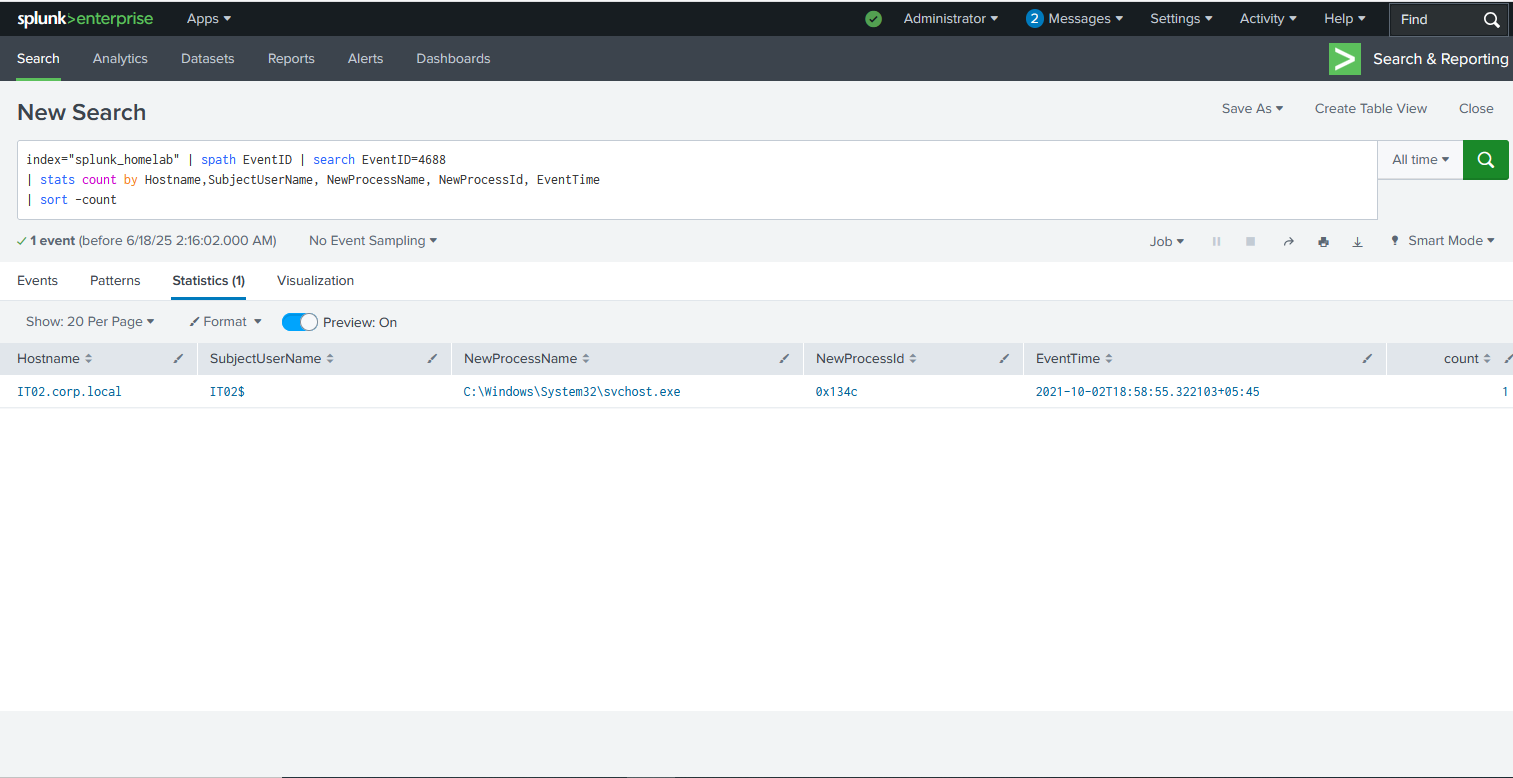 splunk>enterprise Apps Administrator 2 Messages Settings Activity Help Find
Search Analytics Datasets Reports Alerts Dashboards > Search & Reporting
New Search Save As Create Table View Close
index="splunk_homelab" | spath EventID | search EventID=4688 All time
| stats count by Hostname,SubjectUserName, NewProcessName, NewProcessId, EventTime
| sort -count
1 event (before 6/18/25 2:16:02.000 AM) No Event Sampling Job Smart Mode
Events Patterns Statistics (1) Visualization
Show: 20 Per Page Format Preview: On
Hostname SubjectUserName NewProcessName NewProcessId EventTime count
IT02.corp.local IT02$ C:\Windows\System32\svchost.exe 0x134c 2021-10-02T18:58:55.322103+05:45 1